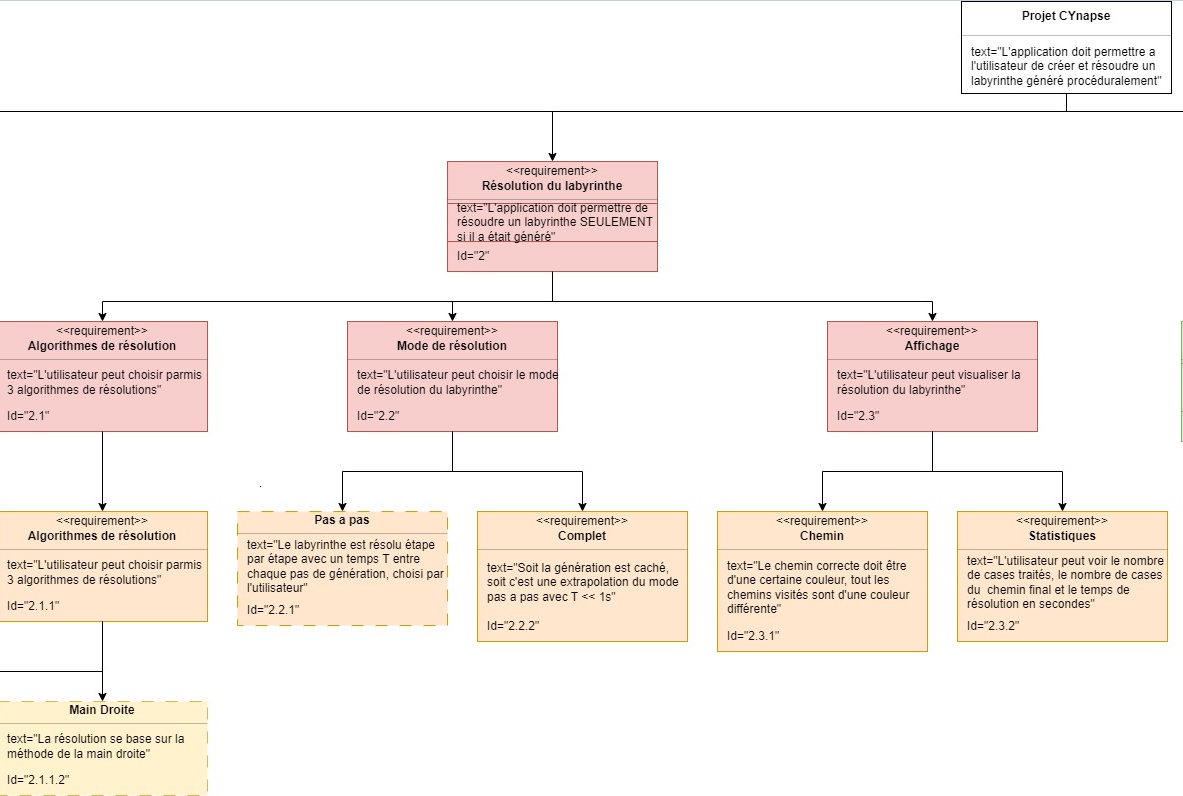 Projet CYnapse
text="L'application doit permettre a
l'utilisateur de créer et résoudre un
labyrinthe généré procéduralement"
<<requirement>>
Résolution du labyrinthe
text="L'application doit permettre de
résoudre un labyrinthe SEULEMENT
si il a était généré"
Id="2"
<<requirement>>
Algorithmes de résolution
text="L'utilisateur peut choisir parmis
3 algorithmes de résolutions"
Id="2.1"
<<requirement>>
Mode de résolution
text="L'utilisateur peut choisir le mode
de résolution du labyrinthe"
Id="2.2"
<<requirement>>
Affichage
text="L'utilisateur peut visualiser la
résolution du labyrinthe"
Id="2.3"
<<requirement>>
Algorithmes de résolution
text="L'utilisateur peut choisir parmis
3 algorithmes de résolutions"
Id="2.1.1"
Pas a pas
text="Le labyrinthe est résolu étape
par étape avec un temps T entre
chaque pas de génération, choisi par
l'utilisateur"
Id="2.2.1"
<<requirement>>
Complet
text="Soit la génération est caché,
soit c'est une extrapolation du mode
pas a pas avec T << 1s"
Id="2.2.2"
<<requirement>>
Chemin
text="Le chemin correcte doit être
d'une certaine couleur, tout les
chemins visités sont d'une couleur
différente"
Id="2.3.1"
<<requirement>>
Statistiques
text="L'utilisateur peut voir le nombre
de cases traités, le nombre de cases
du  chemin final et le temps de
résolution en secondes"
Id="2.3.2"
Main Droite
text="La résolution se base sur la
méthode de la main droite"
Id="2.1.1.2"